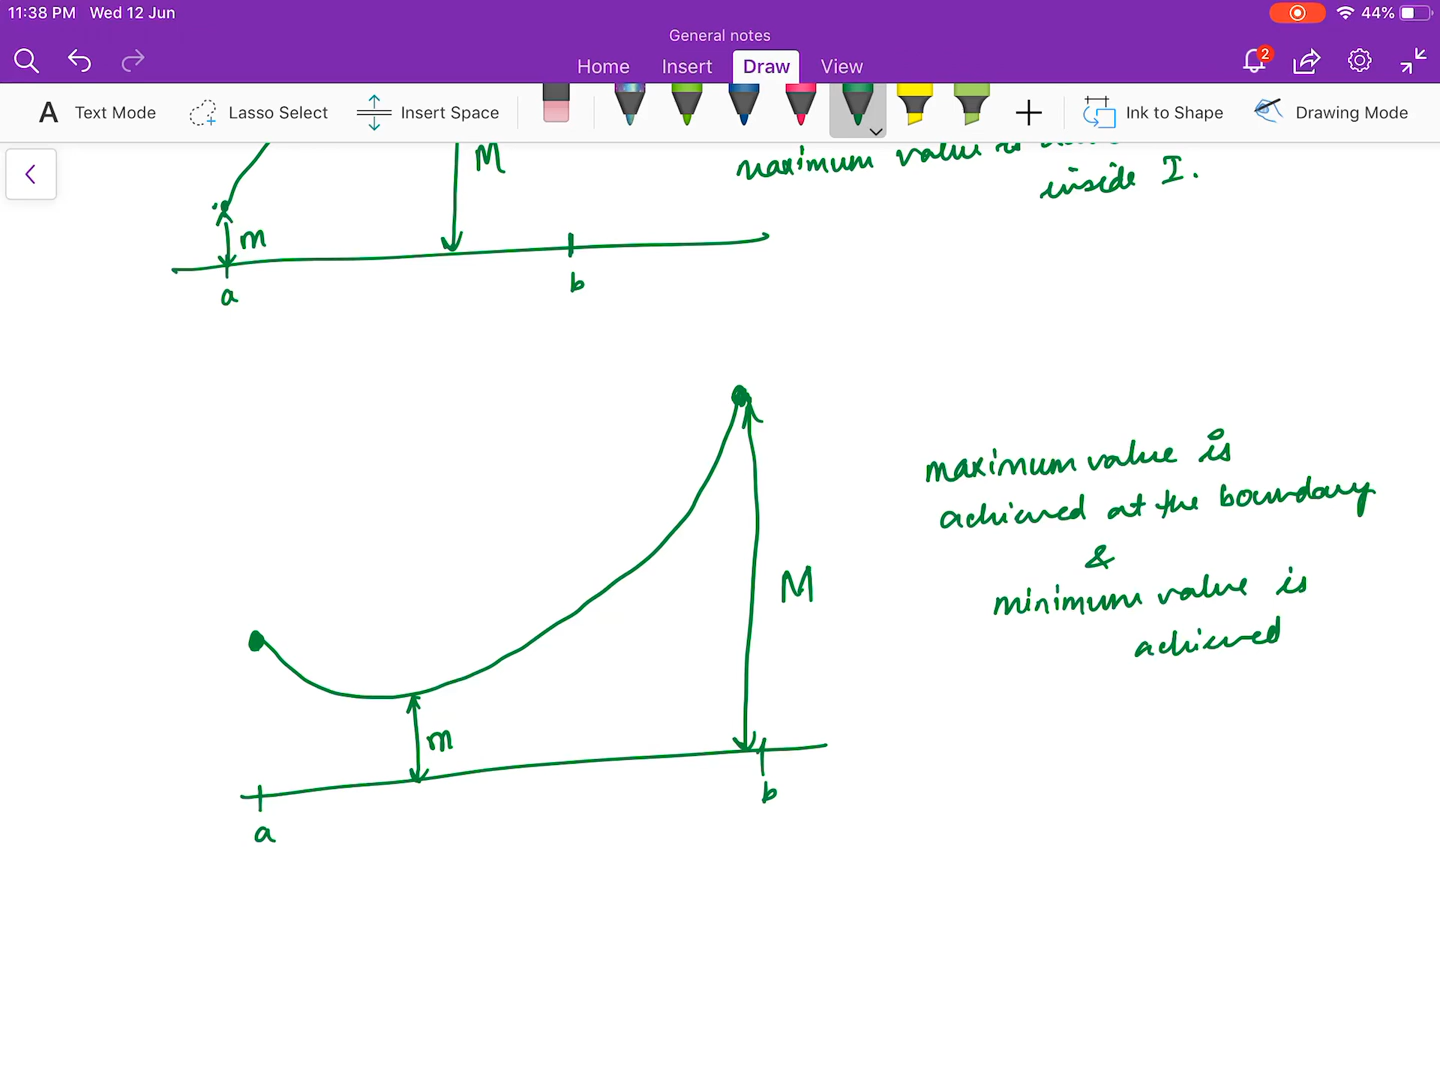 11:38 PM Wed 12 Jun
44%
General notes
Home Insert Draw View
2
A Text Mode Lasso Select Insert Space Ink to Shape Drawing Mode
M
maximum value is
inside I.
m
a
b
maximum value is
achieved at the boundary
&
minimum value is
achieved
M
m
b
a